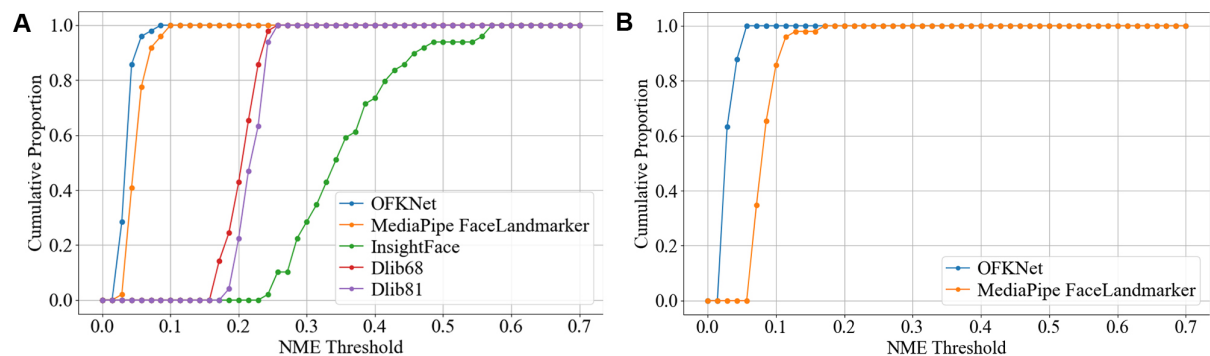 A
Cumulative Proportion
1.0
0.8
0.6
0.4
0.2
0.0
0.0 0.1 0.2 0.3 0.4 0.5 0.6 0.7
NME Threshold
OFKNet
MediaPipe FaceLandmarker
InsightFace
Dlib68
Dlib81
B
Cumulative Proportion
1.0
0.8
0.6
0.4
0.2
0.0
0.0 0.1 0.2 0.3 0.4 0.5 0.6 0.7
NME Threshold
OFKNet
MediaPipe FaceLandmarker